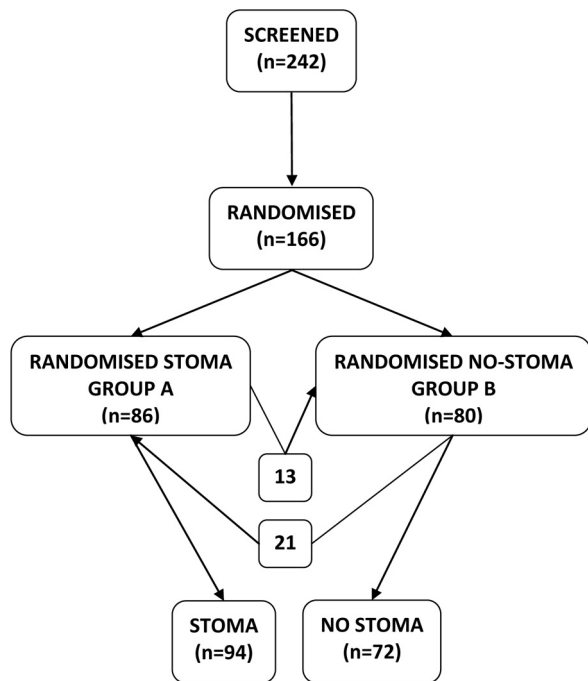 SCREENED
(n=242)
RANDOMISED
(n=166)
RANDOMISED STOMA
GROUP A
(n=86)
RANDOMISED NO-STOMA
GROUP B
(n=80)
13
21
STOMA
(n=94)
NO STOMA
(n=72)